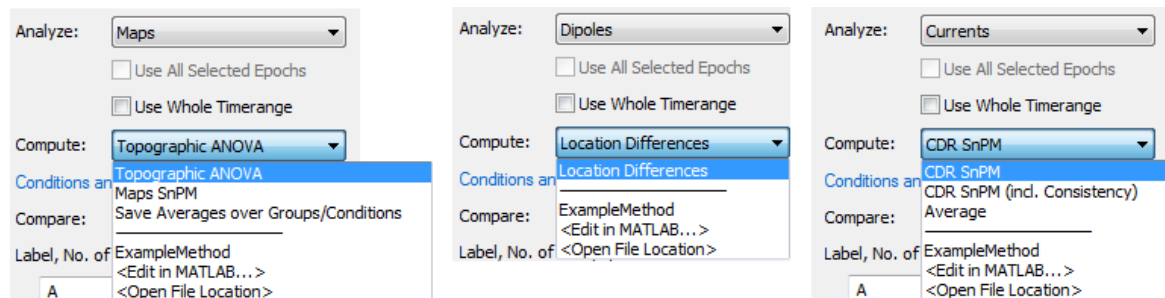 Analyze: Maps
Use All Selected Epochs
Use Whole Timerange
Compute: Topographic ANOVA
Topographic ANOVA
Conditions an
Maps SnPM
Save Averages over Groups/Conditions
Compare:
ExampleMethod
Label, No. of
<Edit in MATLAB...>
A
<Open File Location>
Analyze: Dipoles
Use All Selected Epochs
Use Whole Timerange
Compute: Location Differences
Location Differences
Conditions an
Compare:
ExampleMethod
<Edit in MATLAB...>
Label, No. of
<Open File Location>
Analyze: Currents
Use All Selected Epochs
Use Whole Timerange
Compute: CDR SnPM
CDR SnPM
Conditions an
CDR SnPM (incl. Consistency)
Compare:
Average
ExampleMethod
Label, No. of
<Edit in MATLAB...>
A
<Open File Location>